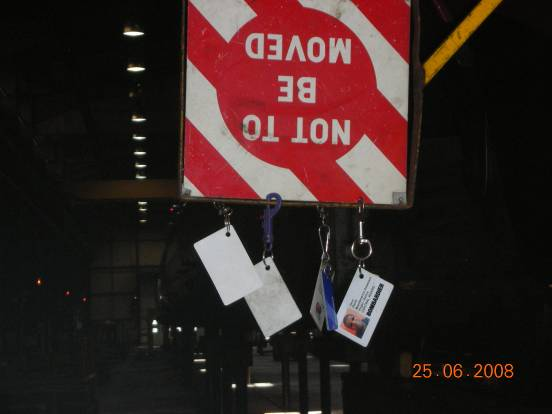 NOT TO
BE
MOVED
BOMBARDIER
25.06.2008